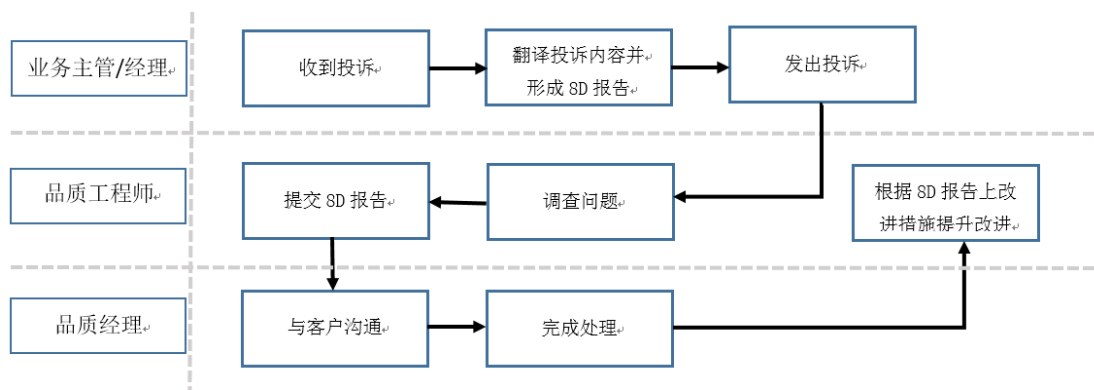 业务主管/经理
收到投诉
翻译投诉内容并
形成 8D 报告
发出投诉
品质工程师
提交 8D 报告
调查问题
根据 8D 报告上改
进措施提升改进
品质经理
与客户沟通
完成处理